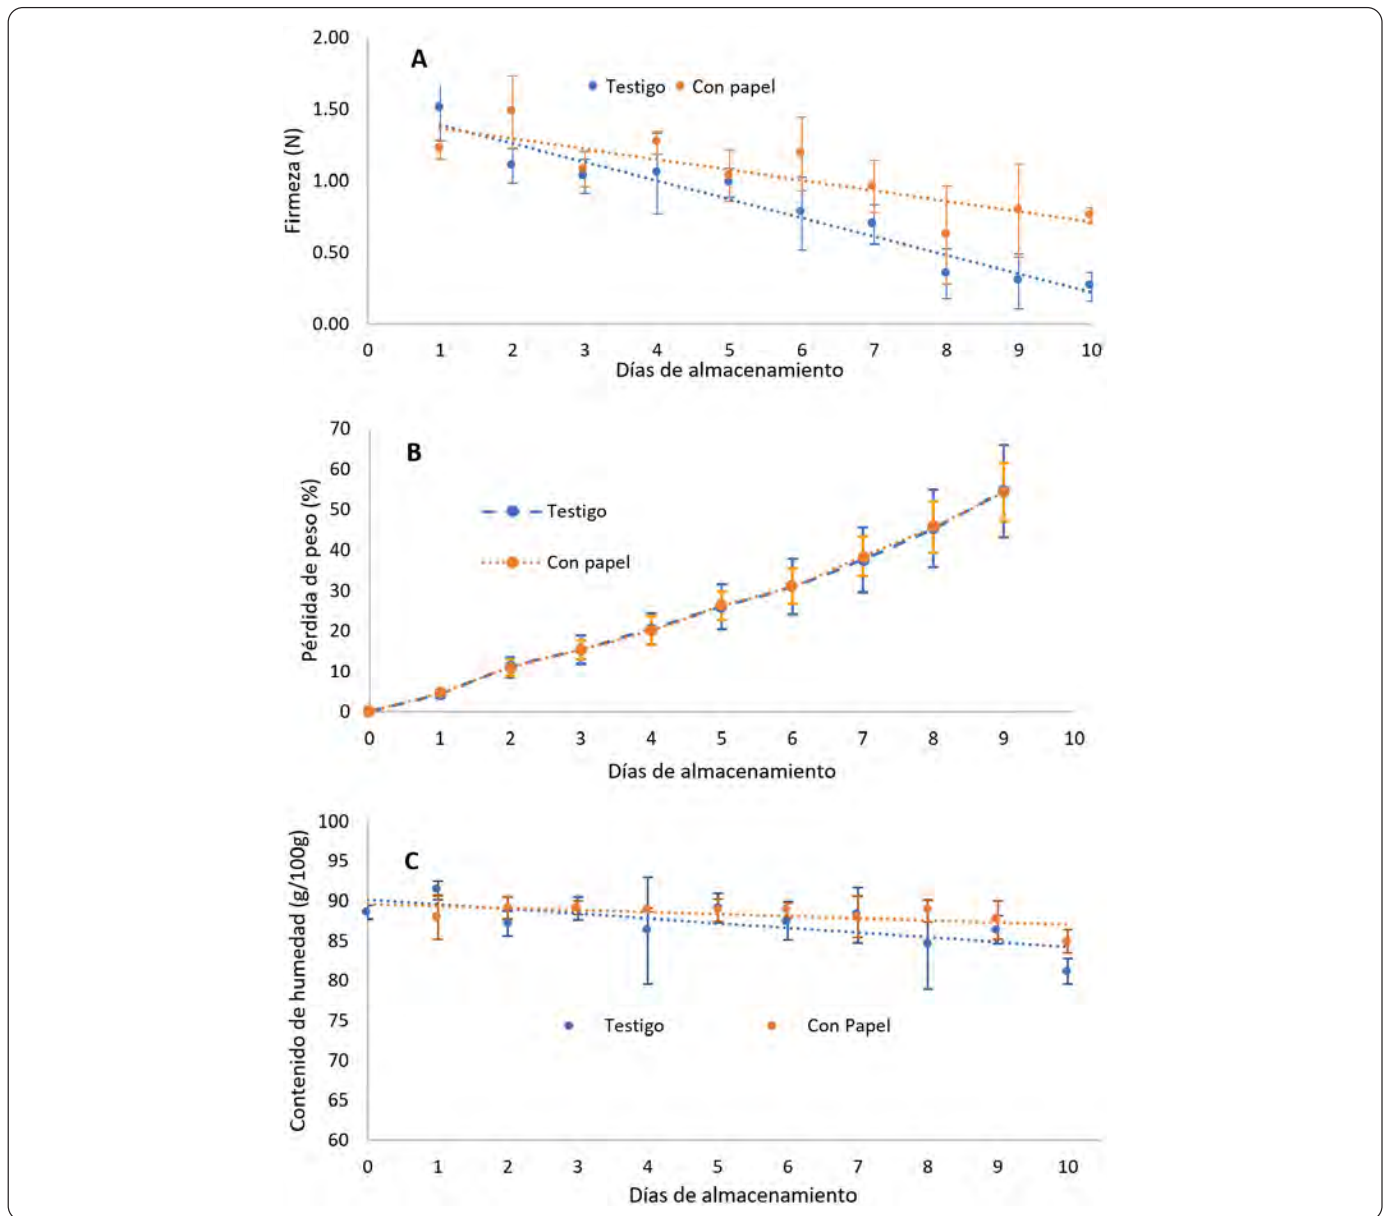 2.00
A
Testigo Con papel
1.50
1.00
0.50
0.00
Firmeza (N)
0 1 2 3 4 5 6 7 8 9 10
Días de almacenamiento
70
B
60
50
Testigo
40
Con papel
30
20
10
0
Pérdida de peso (%)
0 1 2 3 4 5 6 7 8 9 10
Días de almacenamiento
100
C
95
90
85
80
75
Testigo Con Papel
70
65
60
Contenido de humedad (g/100g)
0 1 2 3 4 5 6 7 8 9 10
Días de almacenamiento